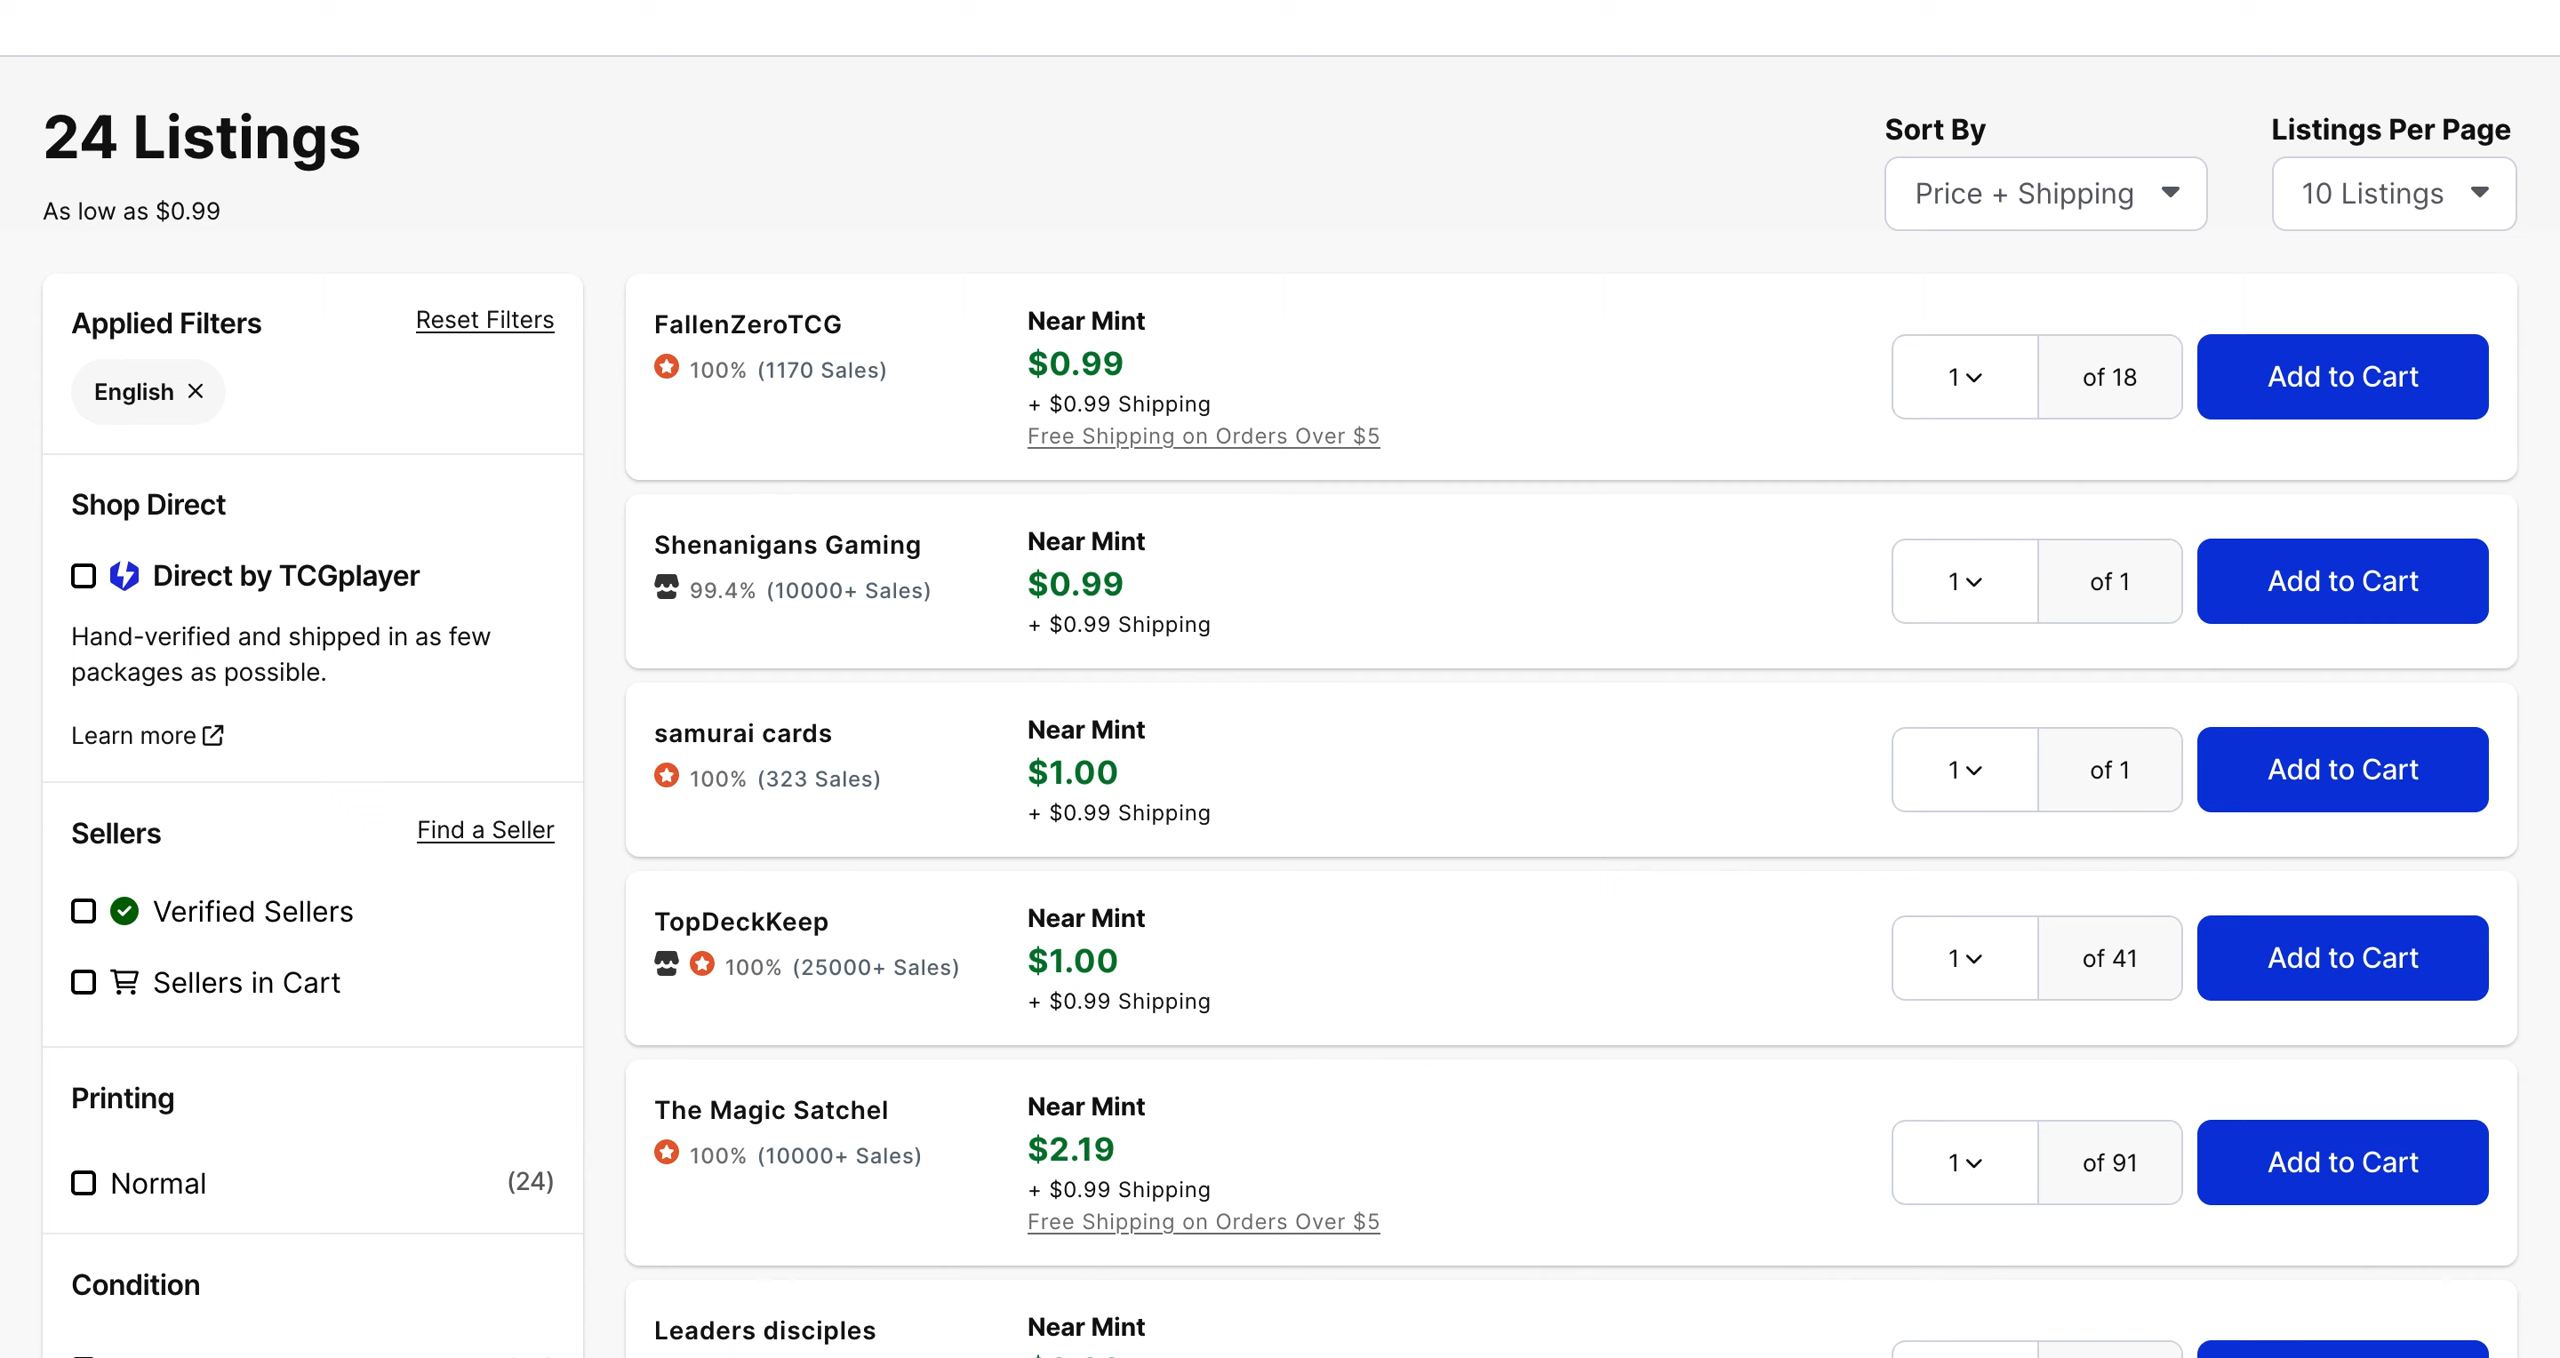 24 Listings
As low as $0.99
Sort By
Price + Shipping
Listings Per Page
10 Listings
Applied Filters
Reset Filters
English
Shop Direct
Direct by TCGplayer
Hand-verified and shipped in as few
packages as possible.
Learn more
Sellers
Find a Seller
Verified Sellers
Sellers in Cart
Printing
Normal
(24)
Condition
FallenZeroTCG
100% (1170 Sales)
Near Mint
$0.99
+ $0.99 Shipping
Free Shipping on Orders Over $5
1
of 18
Add to Cart
Shenanigans Gaming
99.4% (10000+ Sales)
Near Mint
$0.99
+ $0.99 Shipping
1
of 1
Add to Cart
samurai cards
100% (323 Sales)
Near Mint
$1.00
+ $0.99 Shipping
1
of 1
Add to Cart
TopDeckKeep
100% (25000+ Sales)
Near Mint
$1.00
+ $0.99 Shipping
1
of 41
Add to Cart
The Magic Satchel
100% (10000+ Sales)
Near Mint
$2.19
+ $0.99 Shipping
Free Shipping on Orders Over $5
1
of 91
Add to Cart
Leaders disciples
Near Mint